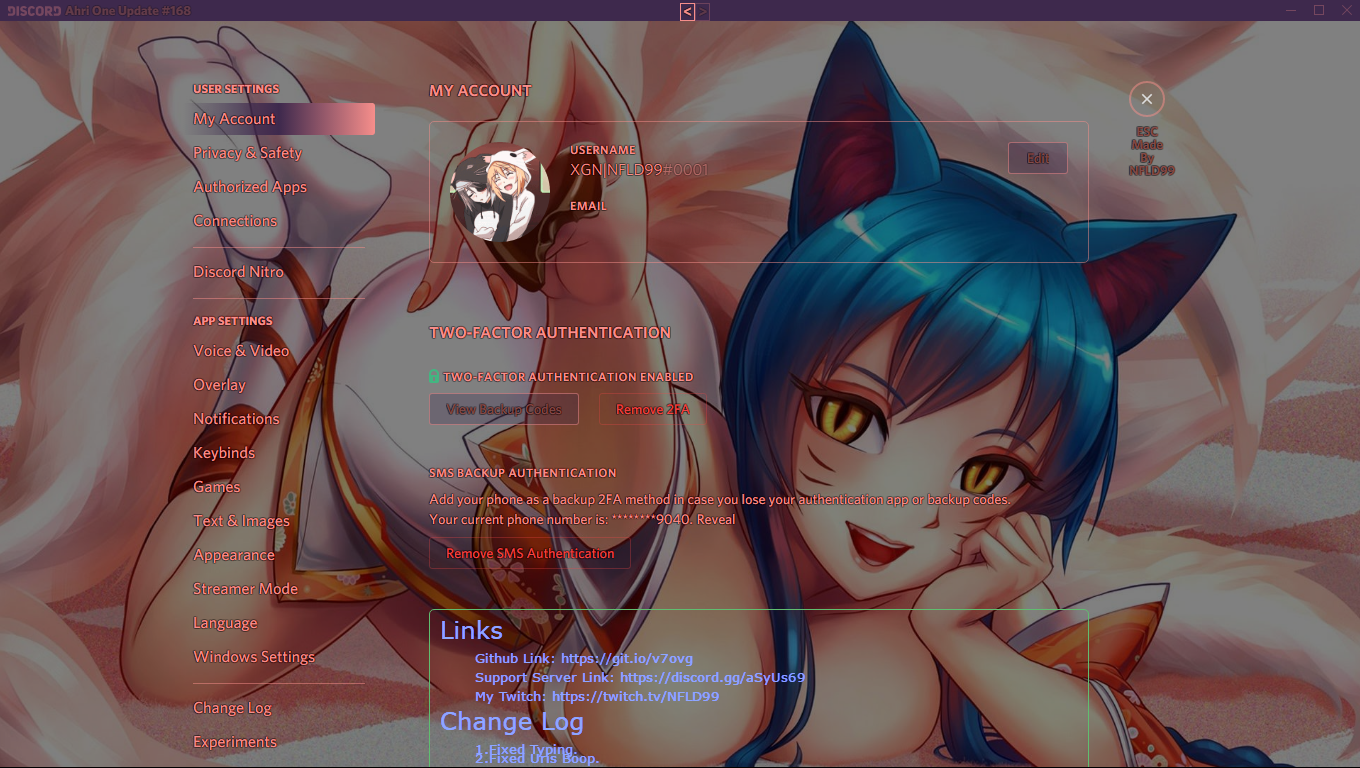 DISCORD Ahri One Update #168
< >
USER SETTINGS
My Account
Privacy & Safety
Authorized Apps
Connections
Discord Nitro
APP SETTINGS
Voice & Video
Overlay
Notifications
Keybinds
Games
Text & Images
Appearance
Streamer Mode
Language
Windows Settings
Change Log
Experiments
MY ACCOUNT
USERNAME
XGN|NFLD99#0001
EMAIL
Edit
TWO-FACTOR AUTHENTICATION
TWO-FACTOR AUTHENTICATION ENABLED
View Backup Codes
Remove 2FA
SMS BACKUP AUTHENTICATION
Add your phone as a backup 2FA method in case you lose your authentication app or backup codes.
Your current phone number is: ********9040. Reveal
Remove SMS Authentication
Links
Github Link: https://git.io/v7ovg
Support Server Link: https://discord.gg/aSyUs69
My Twitch: https://twitch.tv/NFLD99
Change Log
1.Fixed Typing.
2.Fixed Urls Boop.
ESC
Made
By
NFLD99